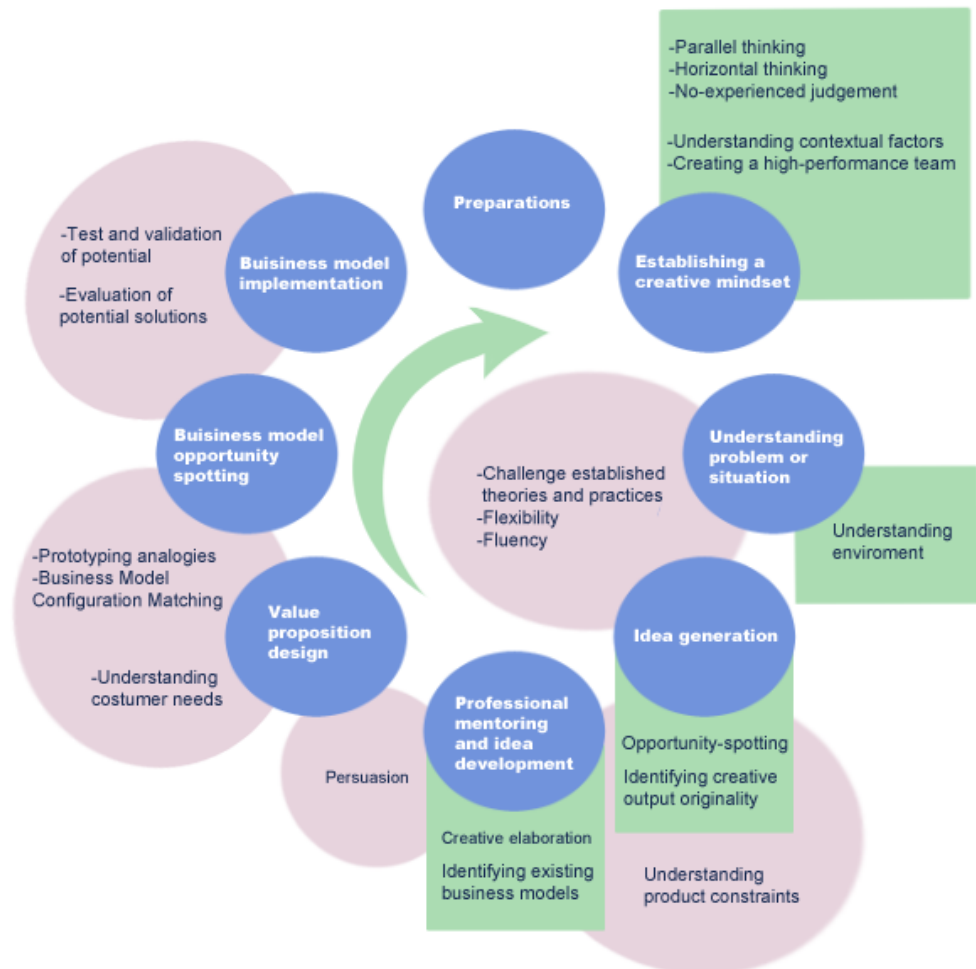 -Parallel thinking
-Horizontal thinking
-No-experienced judgement
-Understanding contextual factors
-Creating a high-performance team
Preparations
Establishing a
creative mindset
Buisiness model
implementation
-Test and validation
of potential
-Evaluation of
potential solutions
Buisiness model
opportunity
spotting
Understanding
problem or
situation
-Challenge established
theories and practices
-Flexibility
-Fluency
Understanding
enviroment
-Prototyping analogies
-Business Model
Configuration Matching
-Understanding
costumer needs
Value
proposition
design
Idea generation
Opportunity-spotting
Identifying creative
output originality
Professional
mentoring
and idea
development
Persuasion
Creative elaboration
Identifying existing
business models
Understanding
product constraints